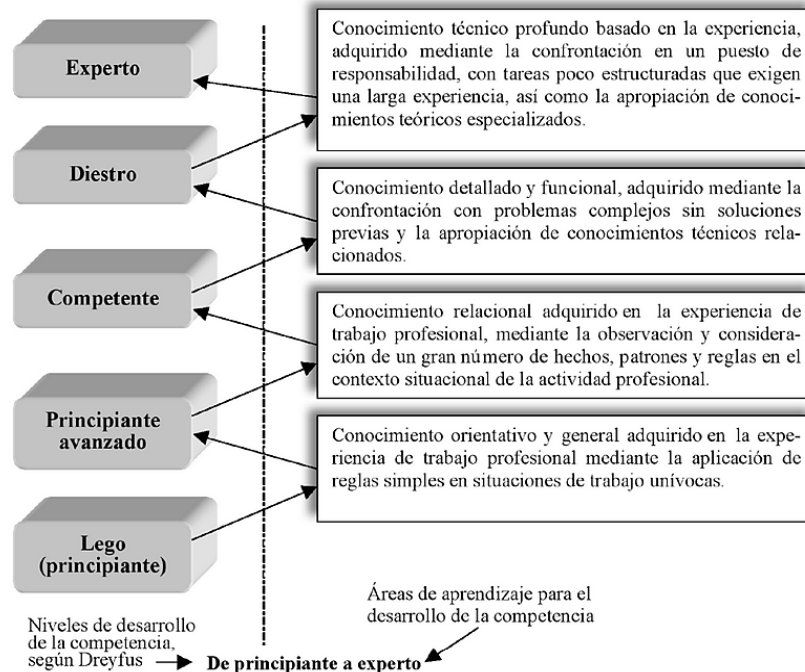 Experto
Conocimiento técnico profundo basado en la experiencia,
adquirido mediante la confrontación en un puesto de
responsabilidad, con tareas poco estructuradas que exigen
una larga experiencia, así como la apropiación de conoci-
mientos teóricos especializados.
Diestro
Conocimiento detallado y funcional, adquirido mediante la
confrontación con problemas complejos sin soluciones
previas y la apropiación de conocimientos técnicos rela-
cionados.
Competente
Conocimiento relacional adquirido en la experiencia de
trabajo profesional, mediante la observación y considera-
ción de un gran número de hechos, patrones y reglas en el
contexto situacional de la actividad profesional.
Principiante
avanzado
Conocimiento orientativo y general adquirido en la expe-
riencia de trabajo profesional mediante la aplicación de
reglas simples en situaciones de trabajo unívocas.
Lego
(principiante)
Áreas de aprendizaje para el
desarrollo de la competencia
Niveles de desarrollo
de la competencia,
según Dreyfus
De principiante a experto